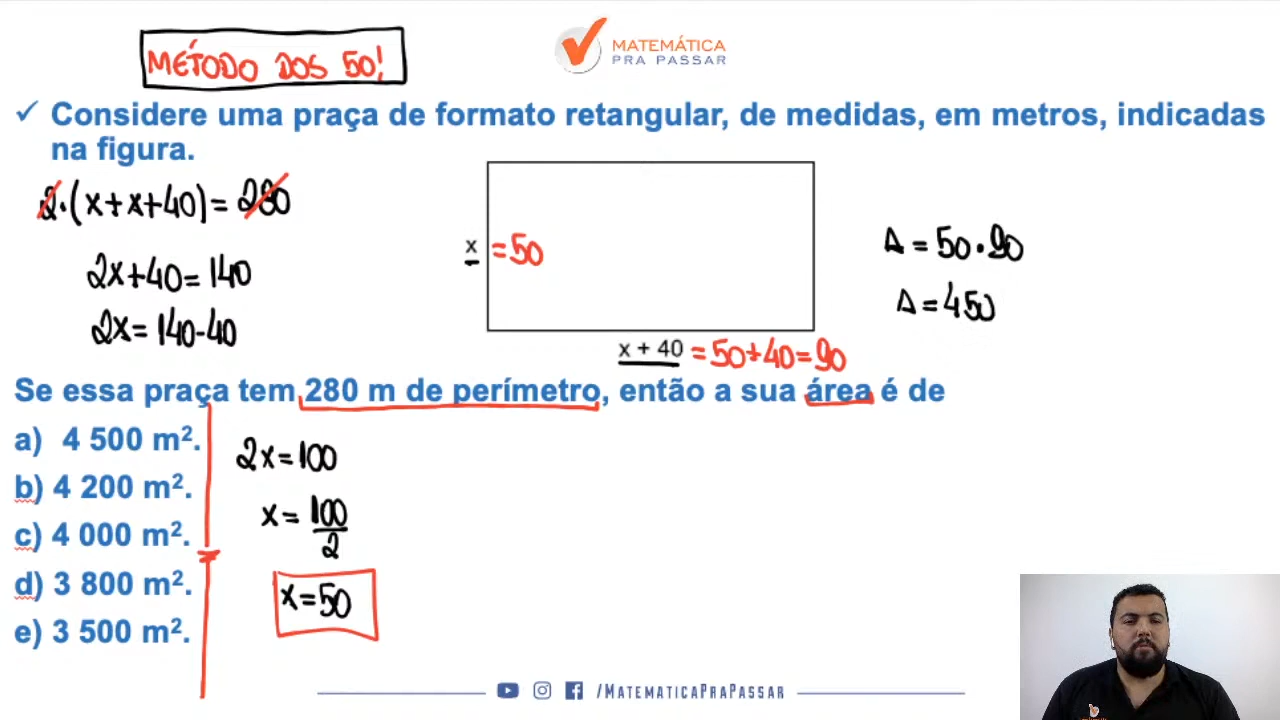 MÉTODO DOS 50!
MATEMÁTICA
PRA PASSAR
✓ Considere uma praça de formato retangular, de medidas, em metros, indicadas
na figura.
2·(x+x+40)=280
2x+40=140
2x=140-40
x =50
x + 40 =50+40=90
A=50·90
A=450
Se essa praça tem 280 m de perímetro, então a sua área é de
a) 4 500 m².
b) 4 200 m².
c) 4 000 m².
d) 3 800 m².
e) 3 500 m².
2x=100
x=100/2
x=50
/MatematicaPraPassar